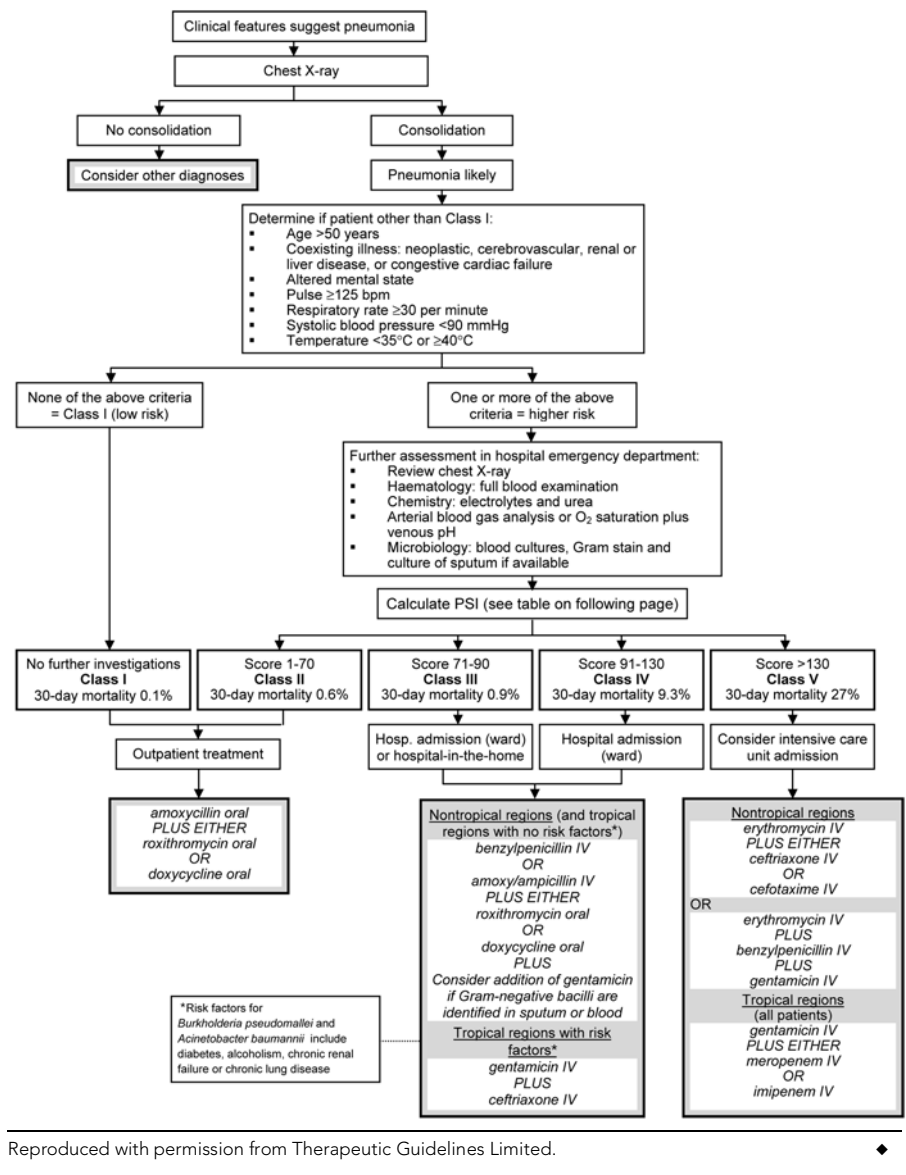 Clinical features suggest pneumonia
Chest X-ray
No consolidation
Consolidation
Consider other diagnoses
Pneumonia likely
Determine if patient other than Class I:
▪ Age >50 years
▪ Coexisting illness: neoplastic, cerebrovascular, renal or
liver disease, or congestive cardiac failure
▪ Altered mental state
▪ Pulse ≥125 bpm
▪ Respiratory rate ≥30 per minute
▪ Systolic blood pressure <90 mmHg
▪ Temperature <35°C or ≥40°C
None of the above criteria
= Class I (low risk)
One or more of the above
criteria = higher risk
Further assessment in hospital emergency department:
▪ Review chest X-ray
▪ Haematology: full blood examination
▪ Chemistry: electrolytes and urea
▪ Arterial blood gas analysis or O₂ saturation plus
venous pH
▪ Microbiology: blood cultures, Gram stain and
culture of sputum if available
Calculate PSI (see table on following page)
No further investigations
Class I
30-day mortality 0.1%
Score 1-70
Class II
30-day mortality 0.6%
Score 71-90
Class III
30-day mortality 0.9%
Score 91-130
Class IV
30-day mortality 9.3%
Score >130
Class V
30-day mortality 27%
Outpatient treatment
Hosp. admission (ward)
or hospital-in-the-home
Hospital admission
(ward)
Consider intensive care
unit admission
amoxycillin oral
PLUS EITHER
roxithromycin oral
OR
doxycycline oral
Nontropical regions (and tropical
regions with no risk factors*)
benzylpenicillin IV
OR
amoxy/ampicillin IV
PLUS EITHER
roxithromycin oral
OR
doxycycline oral
PLUS
Consider addition of gentamicin
if Gram-negative bacilli are
identified in sputum or blood
Tropical regions with risk
factors*
gentamicin IV
PLUS
ceftriaxone IV
Nontropical regions
erythromycin IV
PLUS EITHER
ceftriaxone IV
OR
cefotaxime IV
OR
erythromycin IV
PLUS
benzylpenicillin IV
PLUS
gentamicin IV
Tropical regions
(all patients)
gentamicin IV
PLUS EITHER
meropenem IV
OR
imipenem IV
*Risk factors for
Burkholderia pseudomallei and
Acinetobacter baumannii include
diabetes, alcoholism, chronic renal
failure or chronic lung disease
Reproduced with permission from Therapeutic Guidelines Limited. ◆